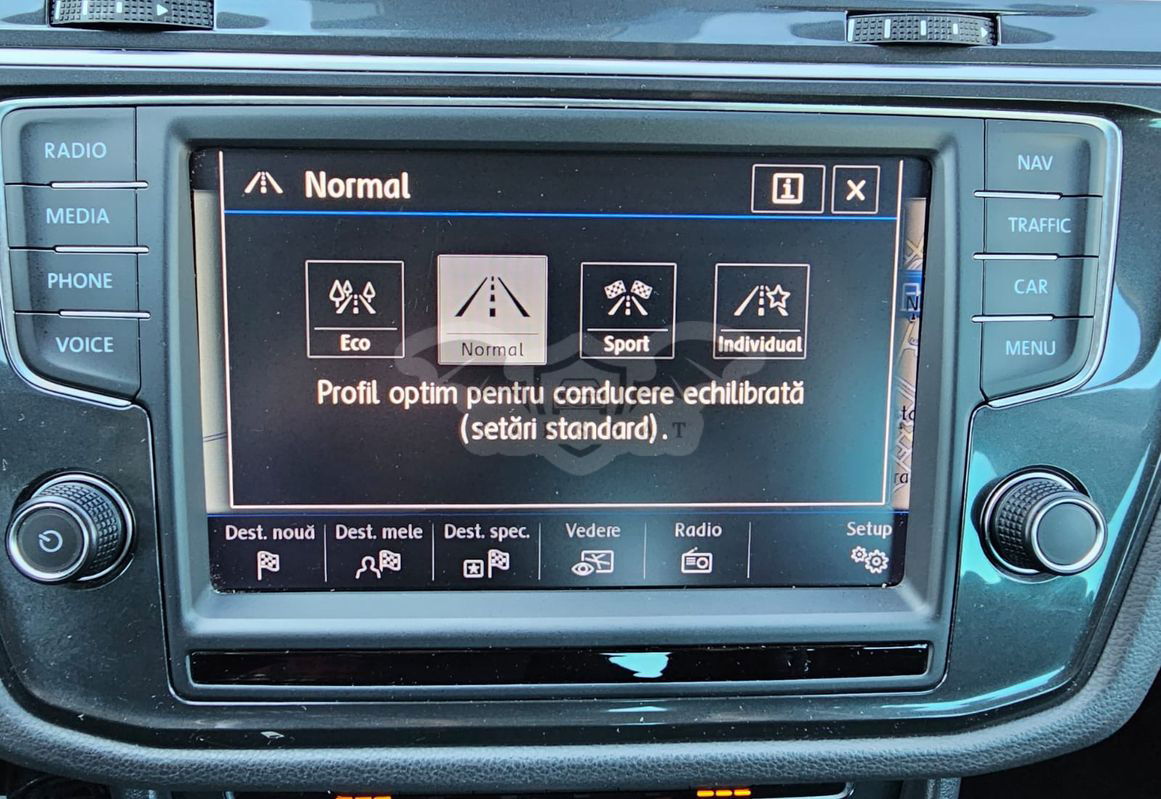 RADIO
MEDIA
PHONE
VOICE
NAV
TRAFFIC
CAR
MENU
Normal
Eco
Normal
Sport
Individual
Profil optim pentru conducere echilibrată
(setări standard).
Dest. nouă
Dest. mele
Dest. spec.
Vedere
Radio
Setup